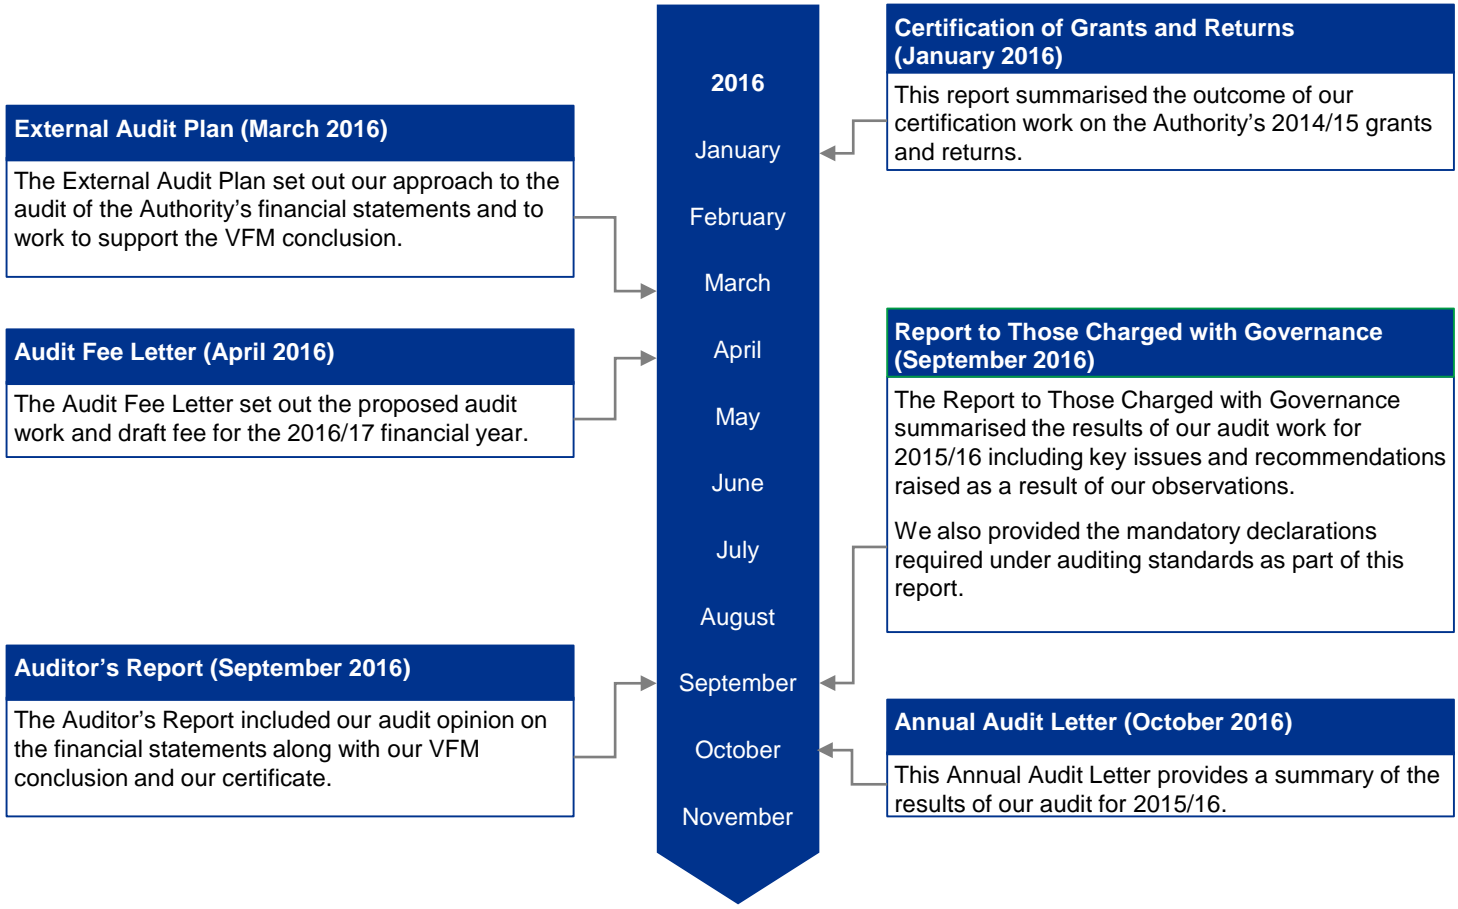 External Audit Plan (March 2016)
The External Audit Plan set out our approach to the
audit of the Authority’s financial statements and to
work to support the VFM conclusion.
Audit Fee Letter (April 2016)
The Audit Fee Letter set out the proposed audit
work and draft fee for the 2016/17 financial year.
Auditor’s Report (September 2016)
The Auditor’s Report included our audit opinion on
the financial statements along with our VFM
conclusion and our certificate.
2016
January
February
March
April
May
June
July
August
September
October
November
Certification of Grants and Returns
(January 2016)
This report summarised the outcome of our
certification work on the Authority’s 2014/15 grants
and returns.
Report to Those Charged with Governance
(September 2016)
The Report to Those Charged with Governance
summarised the results of our audit work for
2015/16 including key issues and recommendations
raised as a result of our observations.
We also provided the mandatory declarations
required under auditing standards as part of this
report.
Annual Audit Letter (October 2016)
This Annual Audit Letter provides a summary of the
results of our audit for 2015/16.